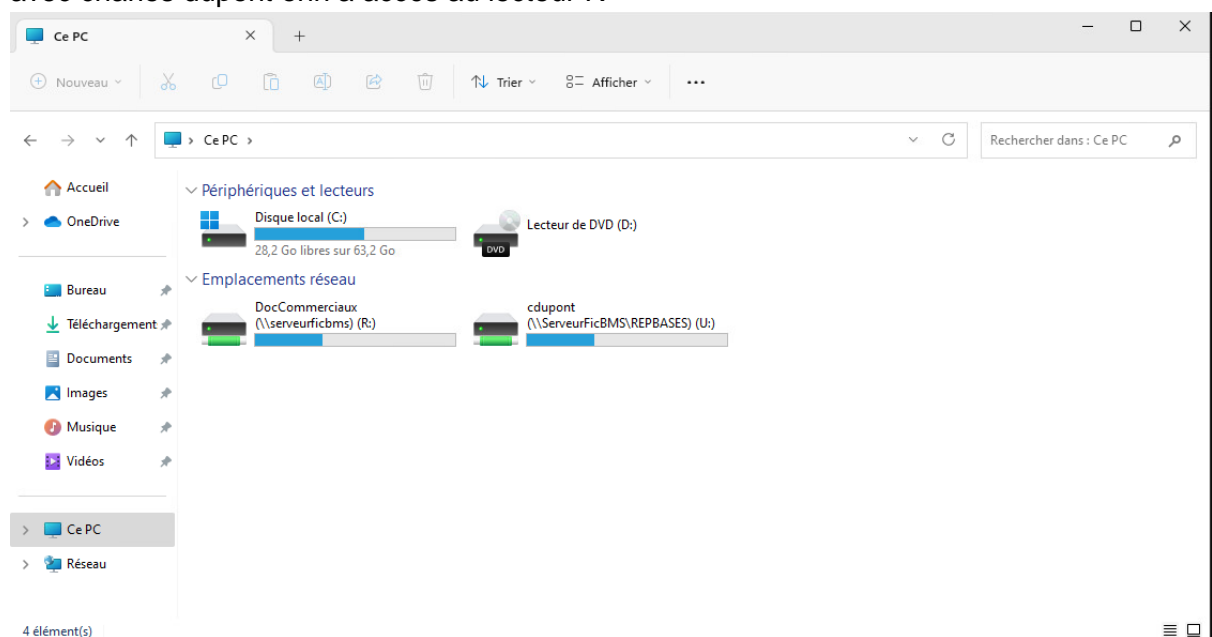 Ce PC
Nouveau
Trier
Afficher
Ce PC
Rechercher dans : Ce PC
Accueil
OneDrive
Bureau
Téléchargement
Documents
Images
Musique
Vidéos
Ce PC
Réseau
Périphériques et lecteurs
Disque local (C:)
28,2 Go libres sur 63,2 Go
DVD
Lecteur de DVD (D:)
Emplacements réseau
DocCommerciaux
(\\serveurficbms) (R:)
cdupont
(\\ServeurFicBMS\REPBASES) (U:)
4 élément(s)